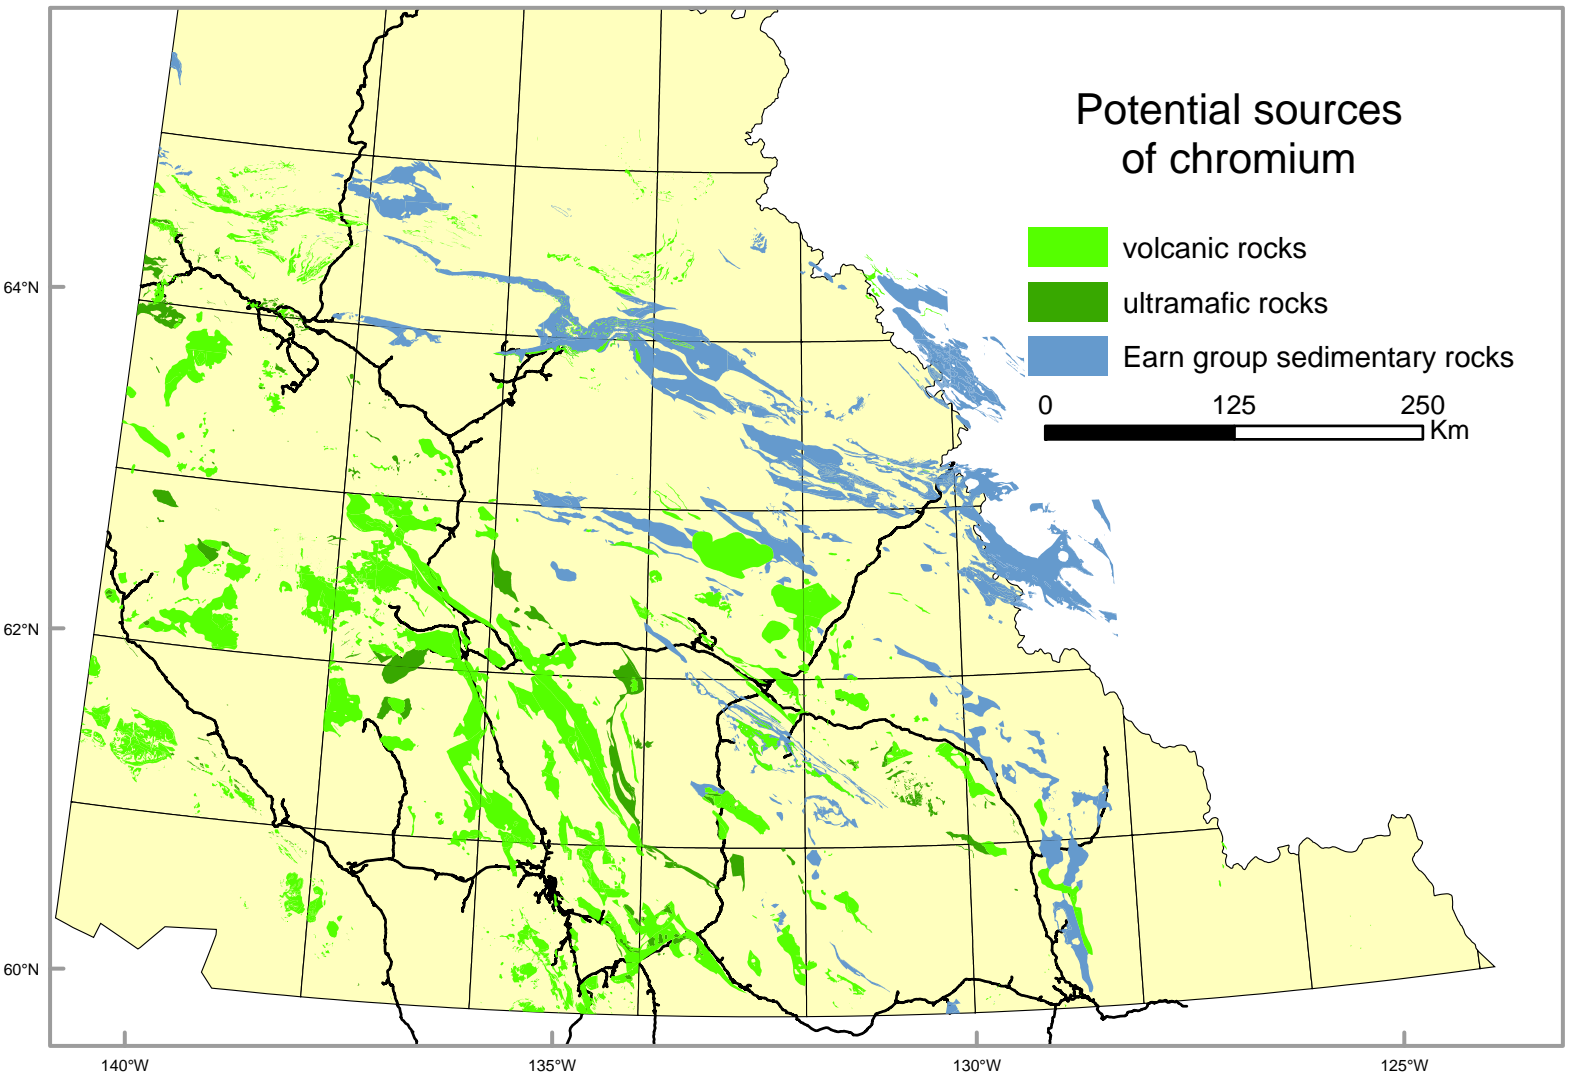 Potential sources
of chromium
volcanic rocks
ultramafic rocks
Earn group sedimentary rocks
0 125 250
Km
64°N
62°N
60°N
140°W 135°W 130°W 125°W